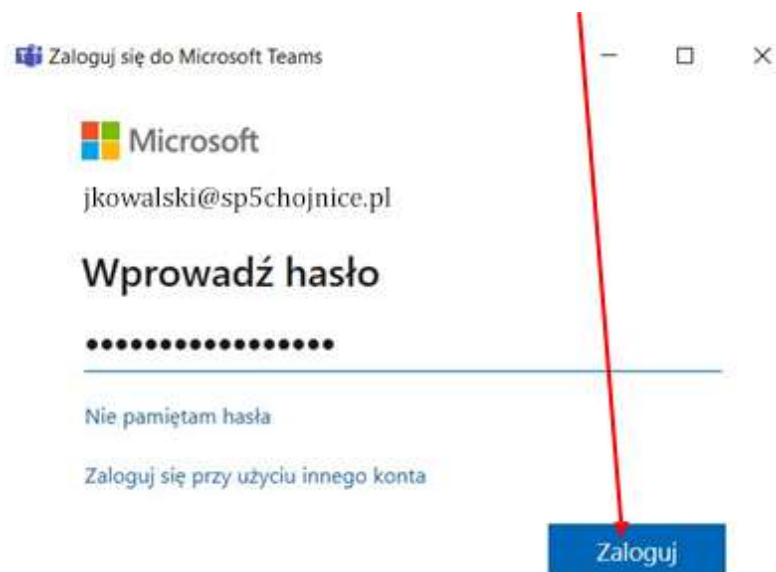 Zaloguj się do Microsoft Teams
Microsoft
jkowalski@sp5chojnice.pl
Wprowadź hasło
•••••••••••••••••
Nie pamiętam hasła
Zaloguj się przy użyciu innego konta
Zaloguj